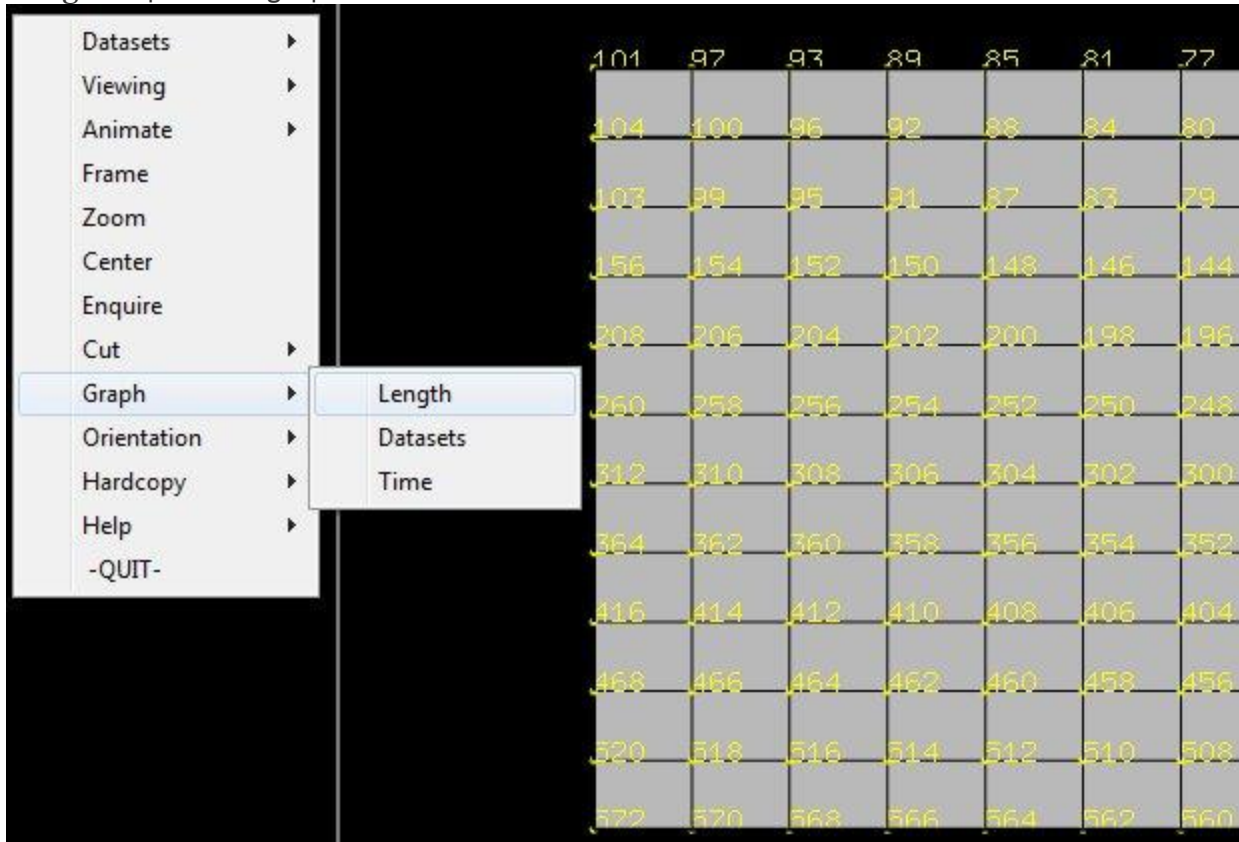 Datasets
Viewing
Animate
Frame
Zoom
Center
Enquire
Cut
Graph
Orientation
Hardcopy
Help
-QUIT-
Length
Datasets
Time
101 97 93 89 85 81 77
104 100 96 92 88 84 80
103 99 95 91 87 83 79
156 154 152 150 148 146 144
208 206 204 202 200 198 196
260 258 256 254 252 250 248
312 310 308 306 304 302 300
364 362 360 358 356 354 352
416 414 412 410 408 406 404
468 466 464 462 460 458 456
520 518 516 514 512 510 508
572 570 568 566 564 562 560